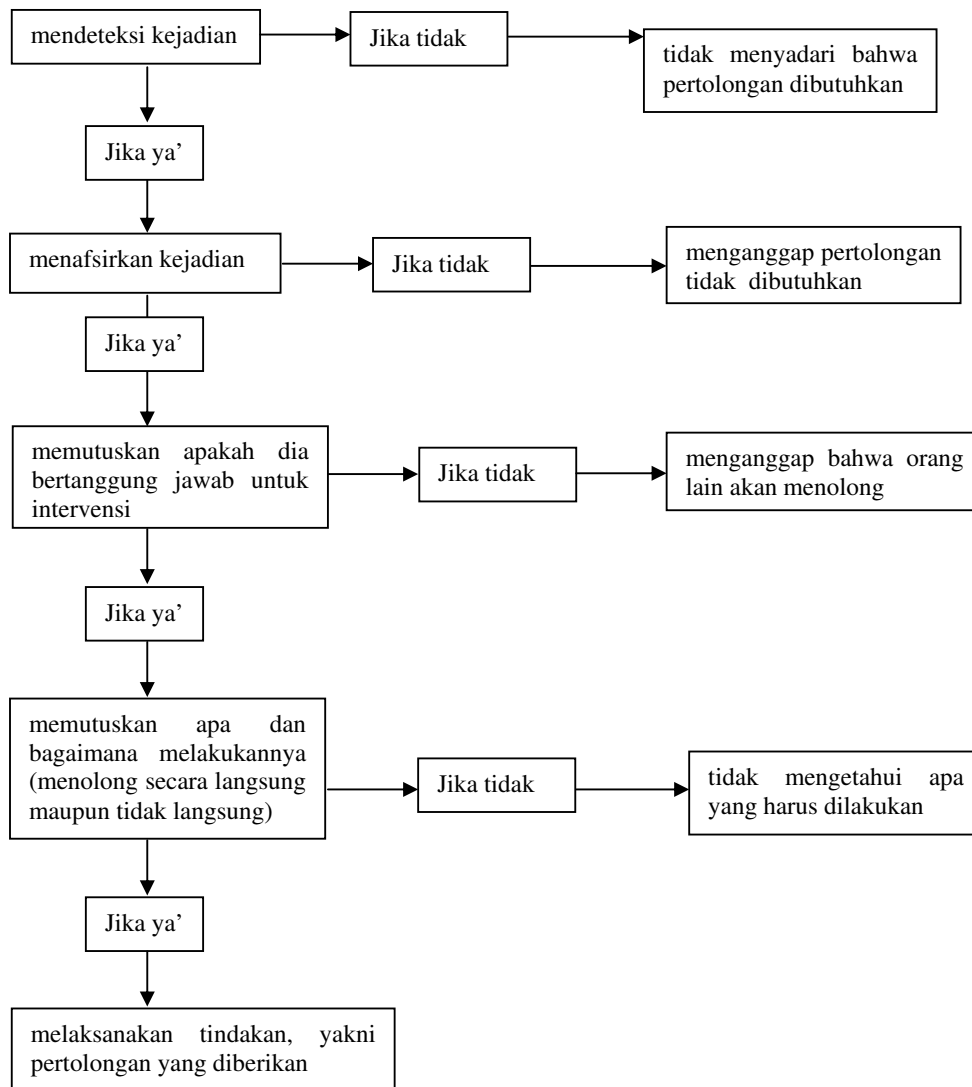 mendeteksi kejadian
Jika tidak
tidak menyadari bahwa
pertolongan dibutuhkan
Jika ya’
menafsirkan kejadian
Jika tidak
menganggap pertolongan
tidak dibutuhkan
Jika ya’
memutuskan apakah dia
bertanggung jawab untuk
intervensi
Jika tidak
menganggap bahwa orang
lain akan menolong
Jika ya’
memutuskan apa dan
bagaimana melakukannya
(menolong secara langsung
maupun tidak langsung)
Jika tidak
tidak mengetahui apa
yang harus dilakukan
Jika ya’
melaksanakan tindakan, yakni
pertolongan yang diberikan